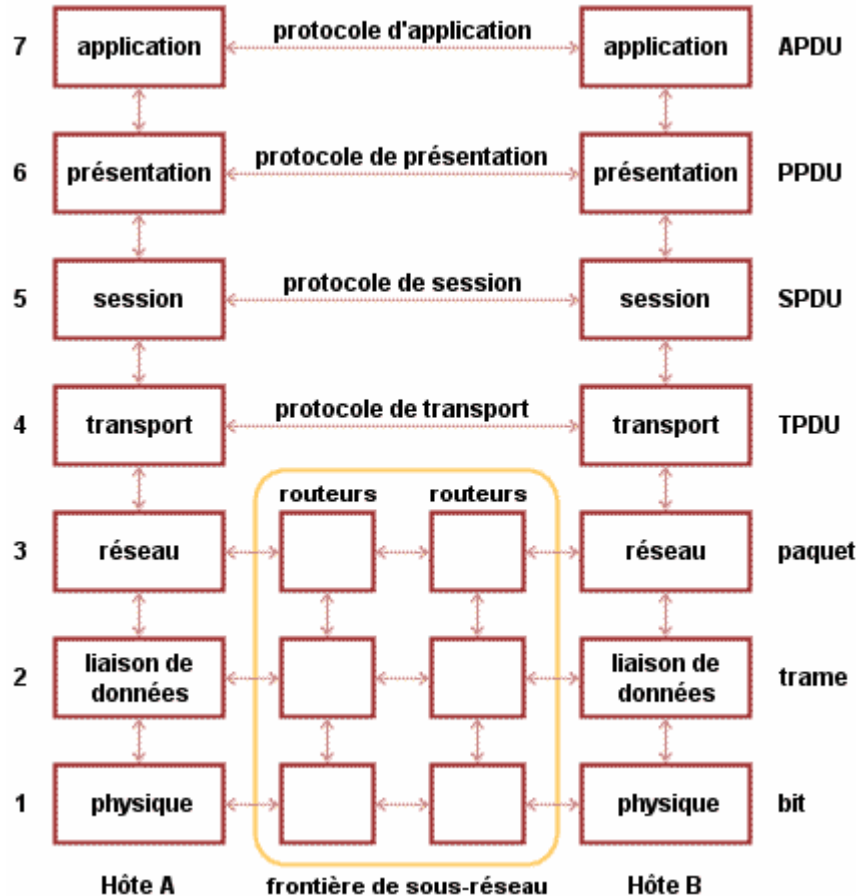 7 application protocole d'application application APDU
6 présentation protocole de présentation présentation PPDU
5 session protocole de session session SPDU
4 transport protocole de transport transport TPDU
routeurs routeurs
3 réseau réseau paquet
2 liaison de données liaison de données trame
1 physique physique bit
Hôte A frontière de sous-réseau Hôte B